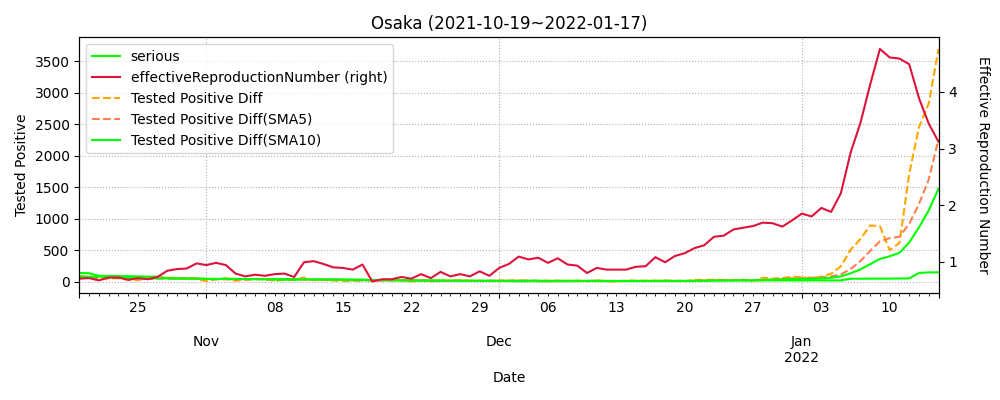 Osaka (2021-10-19~2022-01-17)
serious
effectiveReproductionNumber (right)
Tested Positive Diff
Tested Positive Diff(SMA5)
Tested Positive Diff(SMA10)
3500
3000
2500
2000
1500
1000
500
0
Tested Positive
4
3
2
1
Effective Reproduction Number
25 08 15 22 29 06 13 20 27 03 10
Nov Dec Jan
2022
Date